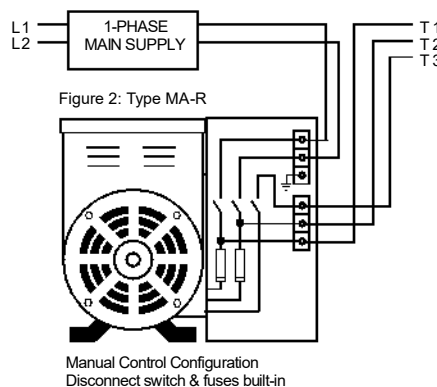 L1
L2
1-PHASE
MAIN SUPPLY
T1
T2
T3
Figure 2: Type MA-R
Manual Control Configuration
Disconnect switch & fuses built-in